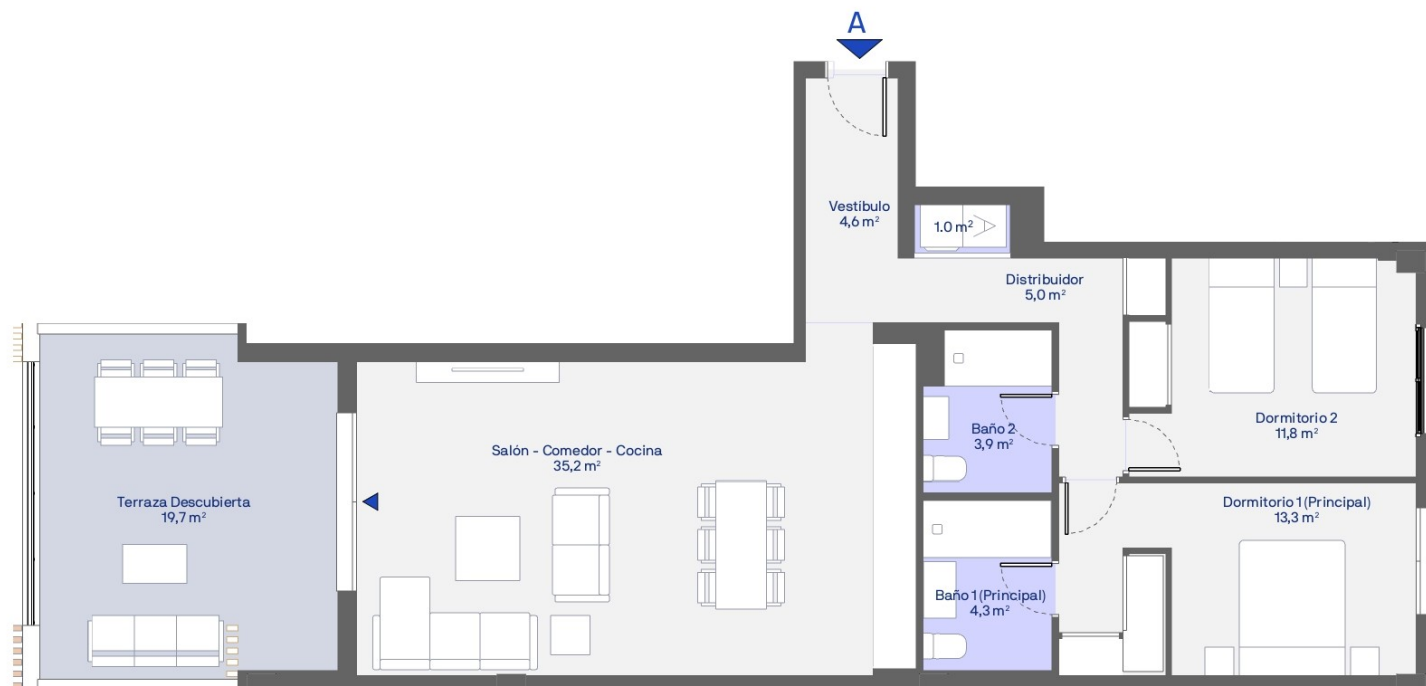 A
Vestíbulo
4,6 m²
1.0 m²
Distribuidor
5,0 m²
Dormitorio 2
11,8 m²
Baño 2
3,9 m²
Salón - Comedor - Cocina
35,2 m²
Terraza Descubierta
19,7 m²
Dormitorio 1 (Principal)
13,3 m²
Baño 1 (Principal)
4,3 m²